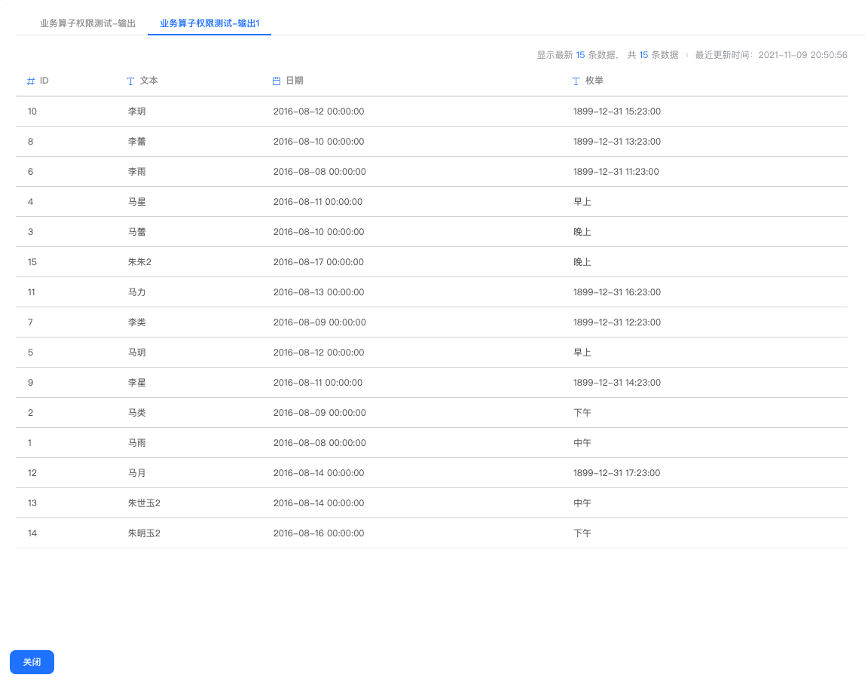 业务算子权限测试-输出 业务算子权限测试-输出1
显示最新 15 条数据， 共 15 条数据 最近更新时间：2021-11-09 20:50:56
ID 文本 日期 枚举
10 李玥 2016-08-12 00:00:00 1899-12-31 15:23:00
8 李蕾 2016-08-10 00:00:00 1899-12-31 13:23:00
6 李雨 2016-08-08 00:00:00 1899-12-31 11:23:00
4 马星 2016-08-11 00:00:00 早上
3 马蕾 2016-08-10 00:00:00 晚上
15 朱朱2 2016-08-17 00:00:00 晚上
11 马力 2016-08-13 00:00:00 1899-12-31 16:23:00
7 李类 2016-08-09 00:00:00 1899-12-31 12:23:00
5 马玥 2016-08-12 00:00:00 早上
9 李星 2016-08-11 00:00:00 1899-12-31 14:23:00
2 马类 2016-08-09 00:00:00 下午
1 马雨 2016-08-08 00:00:00 中午
12 马月 2016-08-14 00:00:00 1899-12-31 17:23:00
13 朱世玉2 2016-08-14 00:00:00 中午
14 朱明玉2 2016-08-16 00:00:00 下午
关闭